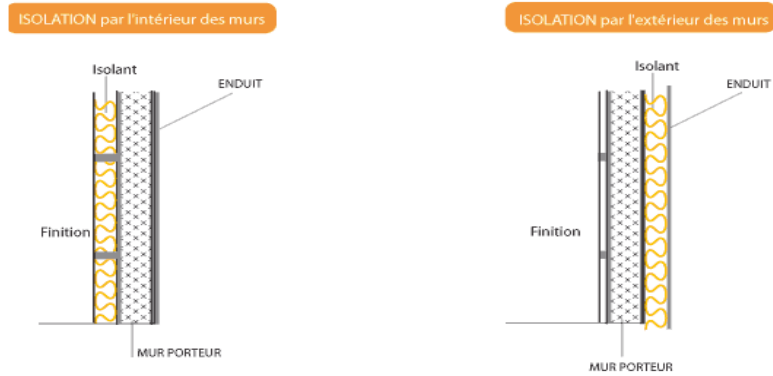 ISOLATION par l'intérieur des murs
Isolant
ENDUIT
Finition
MUR PORTEUR
ISOLATION par l'extérieur des murs
Isolant
ENDUIT
Finition
MUR PORTEUR